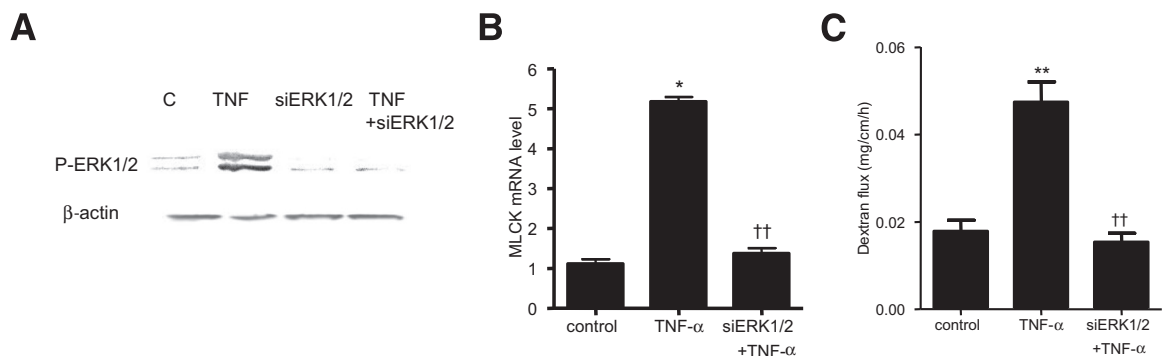 A
C TNF siERK1/2 TNF
+siERK1/2
P-ERK1/2
β-actin
B
MLCK mRNA level
6
5
4
3
2
1
0
*
††
control TNF-α siERK1/2
+TNF-α
C
Dextran flux (mg/cm/h)
0.06
0.04
0.02
0.00
**
††
control TNF-α siERK1/2
+TNF-α